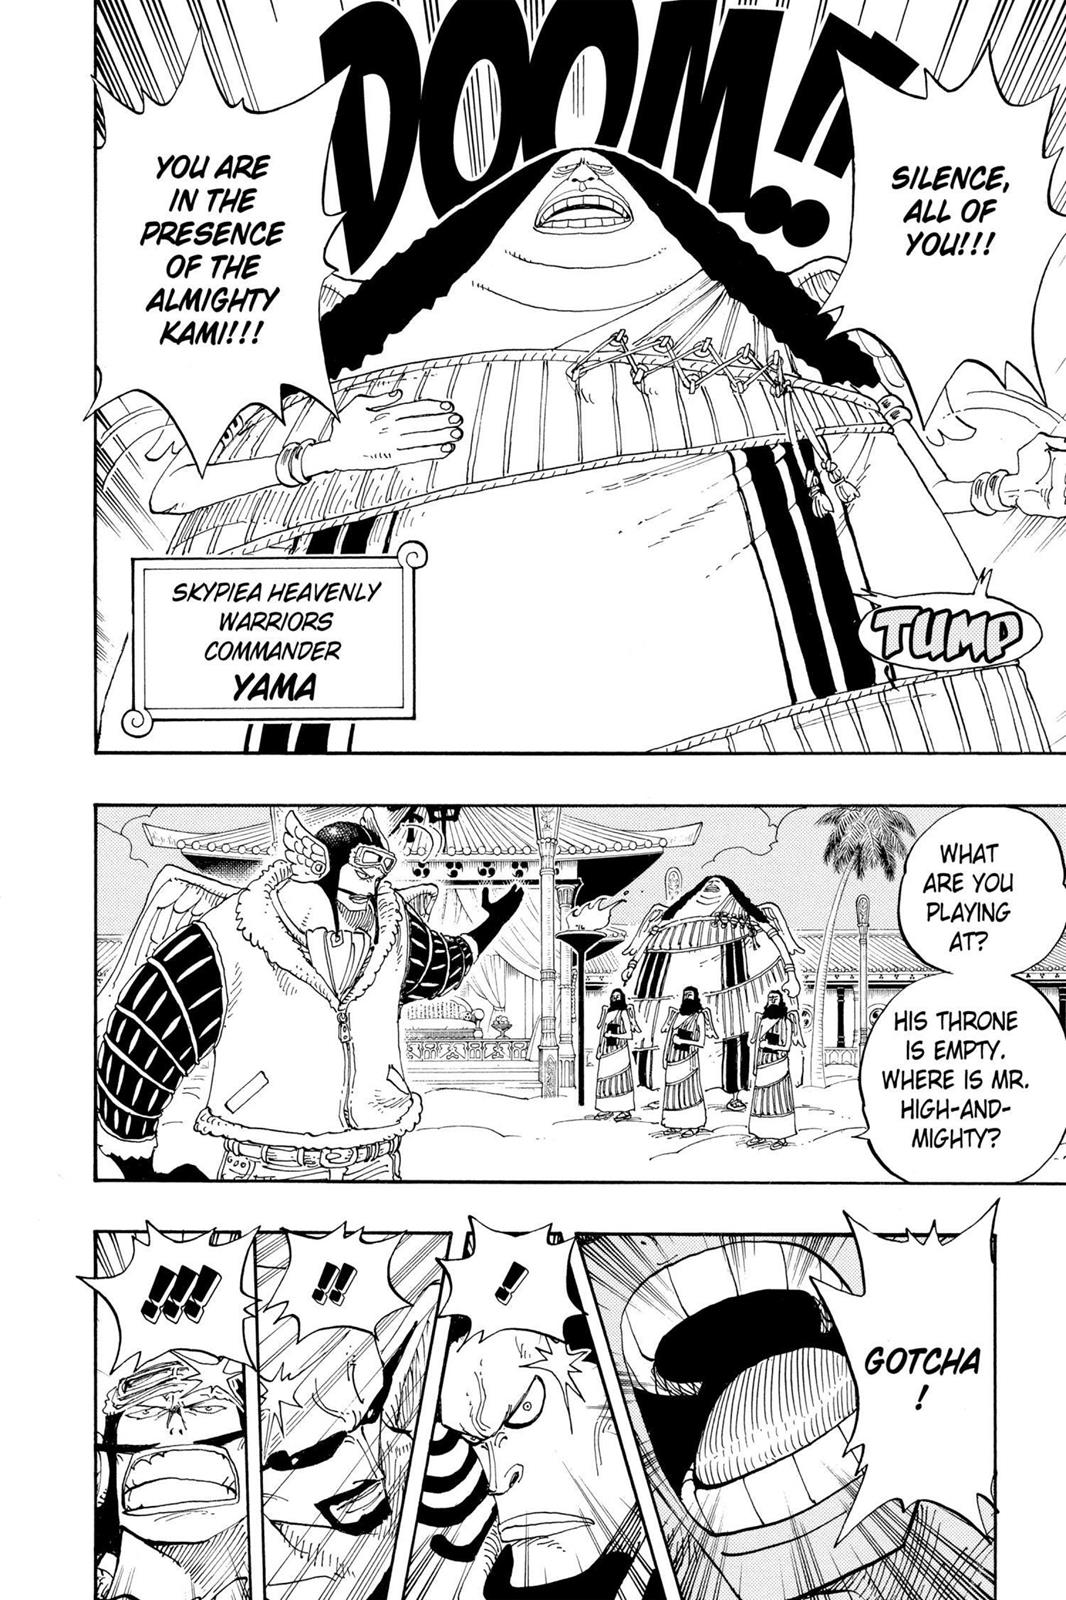 DOOM..!!
SILENCE,
ALL OF
YOU!!!
YOU ARE
IN THE
PRESENCE
OF THE
ALMIGHTY
KAMI!!!
TUMP
SKYPIEA HEAVENLY
WARRIORS
COMMANDER
YAMA
WHAT
ARE YOU
PLAYING
AT?
HIS THRONE
IS EMPTY.
WHERE IS MR.
HIGH-AND-
MIGHTY?
神
GOTCHA
!
!
!!
!!!